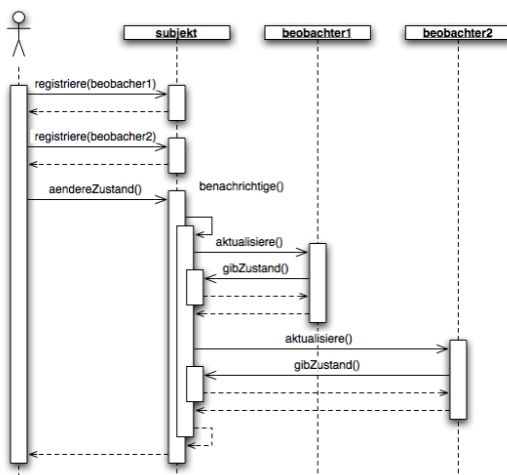 subjekt beobachter1 beobachter2
registriere(beobacher1)
registriere(beobacher2)
aendereZustand()
benachrichtige()
aktualisiere()
gibZustand()
aktualisiere()
gibZustand()